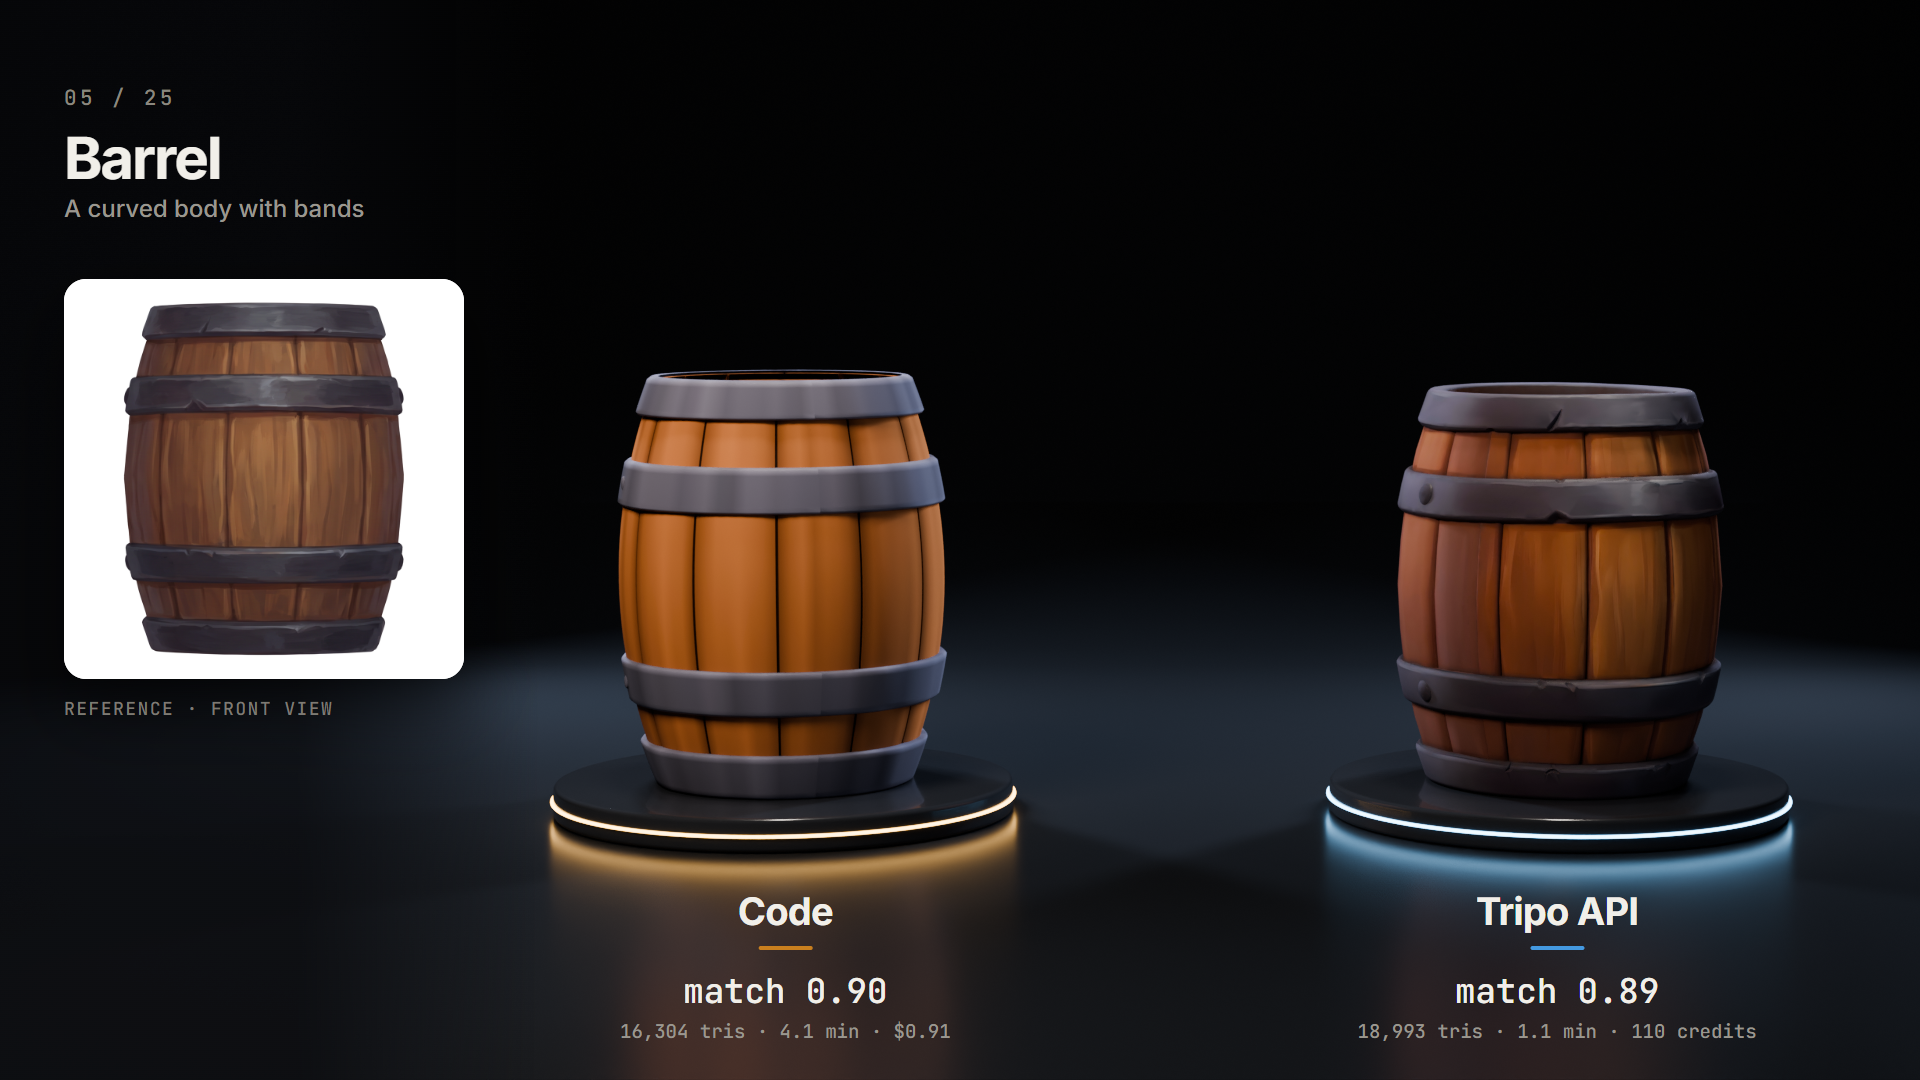 05 / 25
Barrel
A curved body with bands
REFERENCE · FRONT VIEW
Code
match 0.90
16,304 tris · 4.1 min · $0.91
Tripo API
match 0.89
18,993 tris · 1.1 min · 110 credits